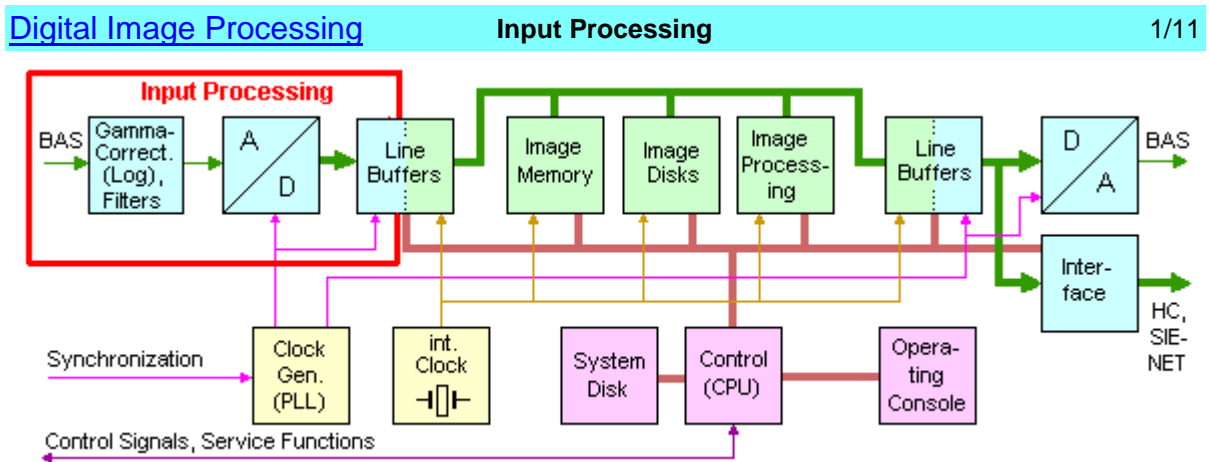 Digital Image Processing Input Processing 1/11
Input Processing
BAS
Gamma-
Correct.
(Log),
Filters
A
D
Line
Buffers
Image
Memory
Image
Disks
Image
Process-
ing
Line
Buffers
D
A
BAS
Inter-
face
HC,
SIE-
NET
Synchronization
Clock
Gen.
(PLL)
int.
Clock
System
Disk
Control
(CPU)
Opera-
ting
Console
Control Signals, Service Functions